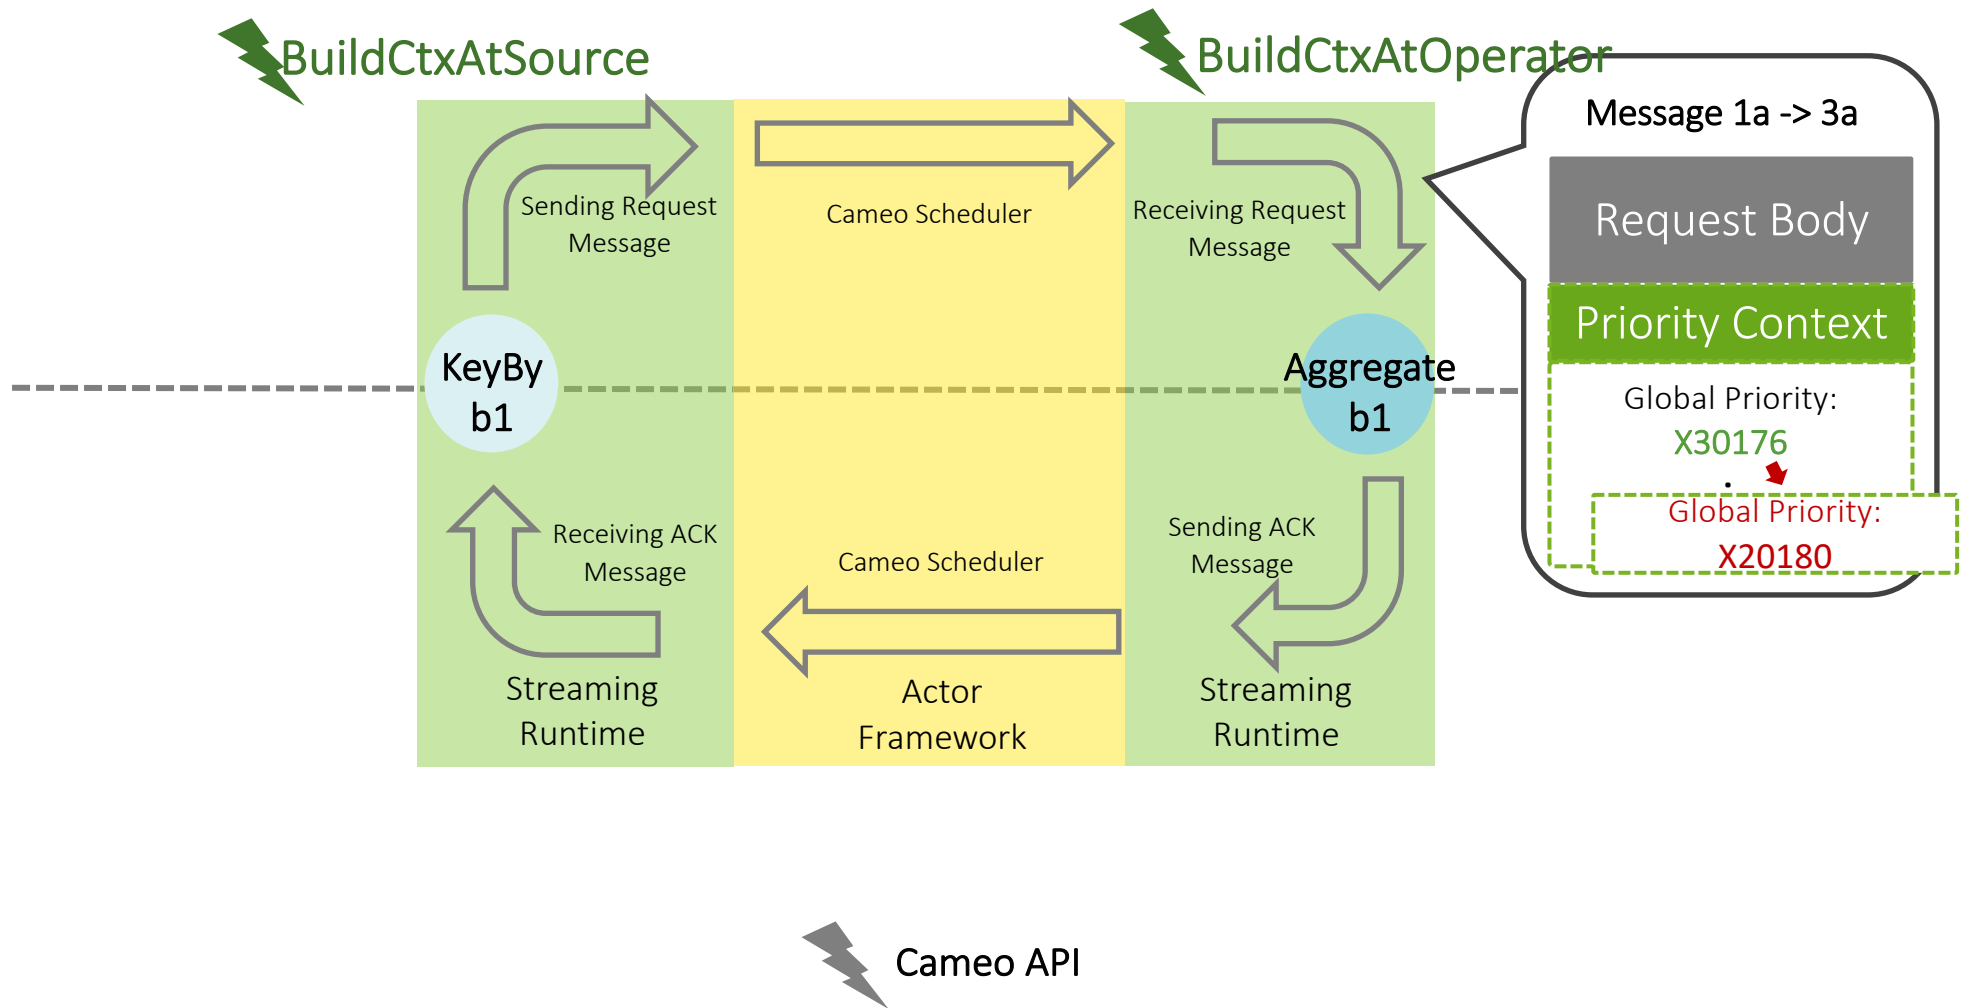 BuildCtxAtSource
BuildCtxAtOperator
Message 1a -> 3a
Sending Request
Message
Cameo Scheduler
Receiving Request
Message
Request Body
Priority Context
KeyBy
b1
Aggregate
b1
Global Priority:
X30176
.
Global Priority:
X20180
Receiving ACK
Message
Cameo Scheduler
Sending ACK
Message
Streaming
Runtime
Actor
Framework
Streaming
Runtime
Cameo API